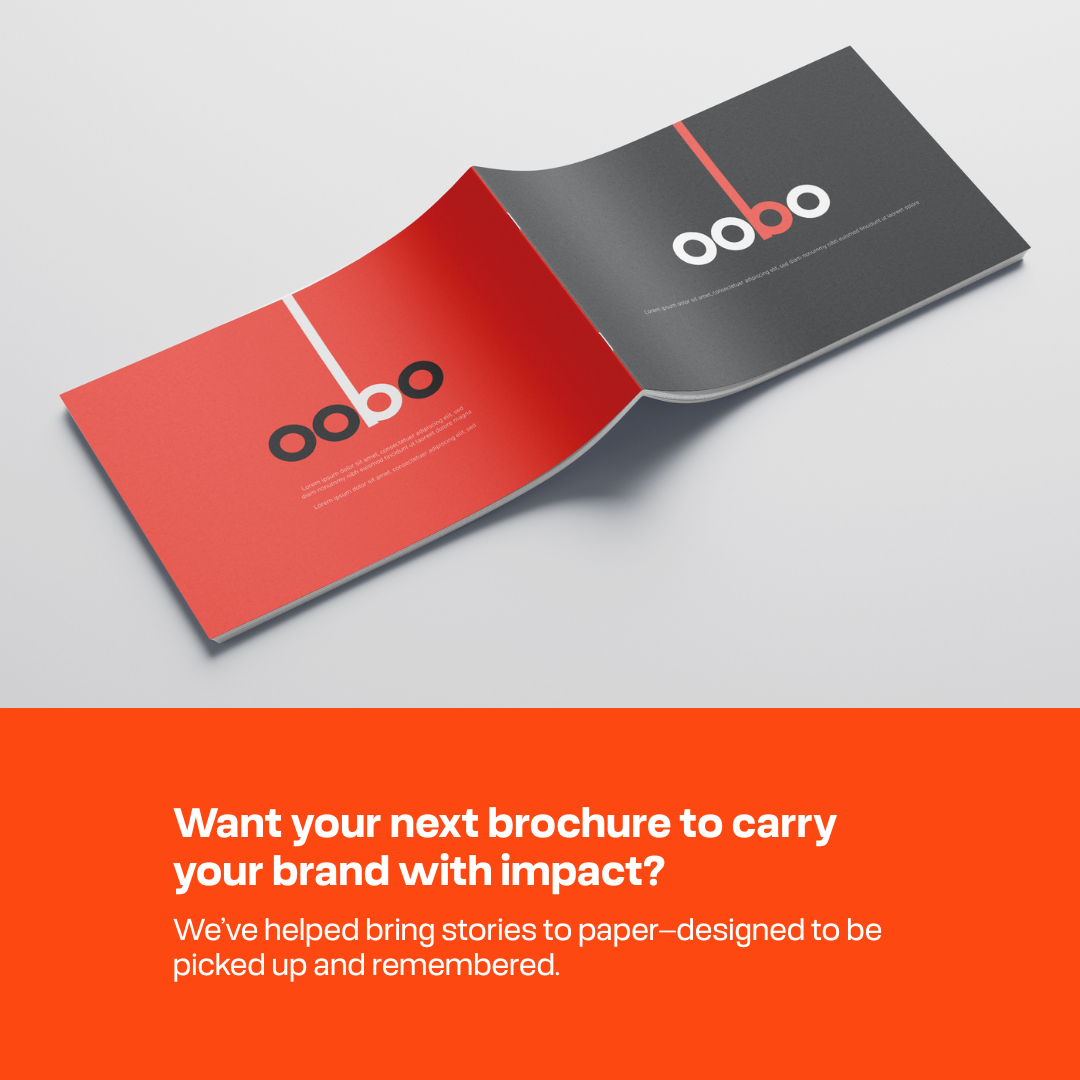 oobo
Lorem ipsum dolor sit amet, consectetuer adipiscing elit, sed diam nonummy nibh euismod tincidunt ut laoreet dolore
oobo
Lorem ipsum dolor sit amet, consectetuer adipiscing elit, sed
diam nonummy nibh euismod tincidunt ut laoreet dolore magna
Lorem ipsum dolor sit amet, consectetuer adipiscing elit, sed
Want your next brochure to carry
your brand with impact?
We’ve helped bring stories to paper—designed to be
picked up and remembered.